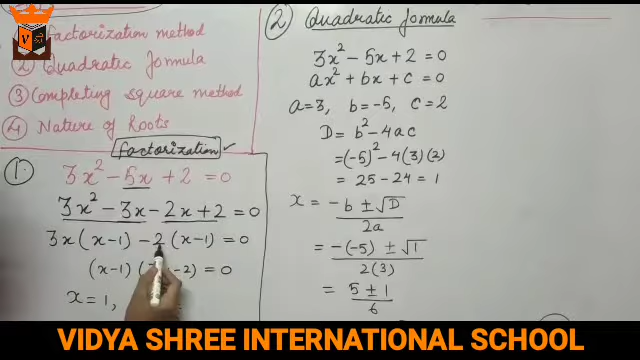 V S
Factorization method
② Quadratic formula
③ Completing square method
④ Nature of Roots
factorization ✓
①.
3x² - 5x + 2 = 0
3x² - 3x - 2x + 2 = 0
3x (x-1) - 2 (x-1) = 0
(x-1) ( -2) = 0
x = 1,
② Quadratic formula
3x² - 5x + 2 = 0
ax² + bx + c = 0
a=3, b=-5, c=2
D = b² - 4ac
= (-5)² - 4(3)(2)
= 25 - 24 = 1
x = -b ± √D / 2a
= -(-5) ± √1 / 2(3)
= 5 ± 1 / 6
VIDYA SHREE INTERNATIONAL SCHOOL